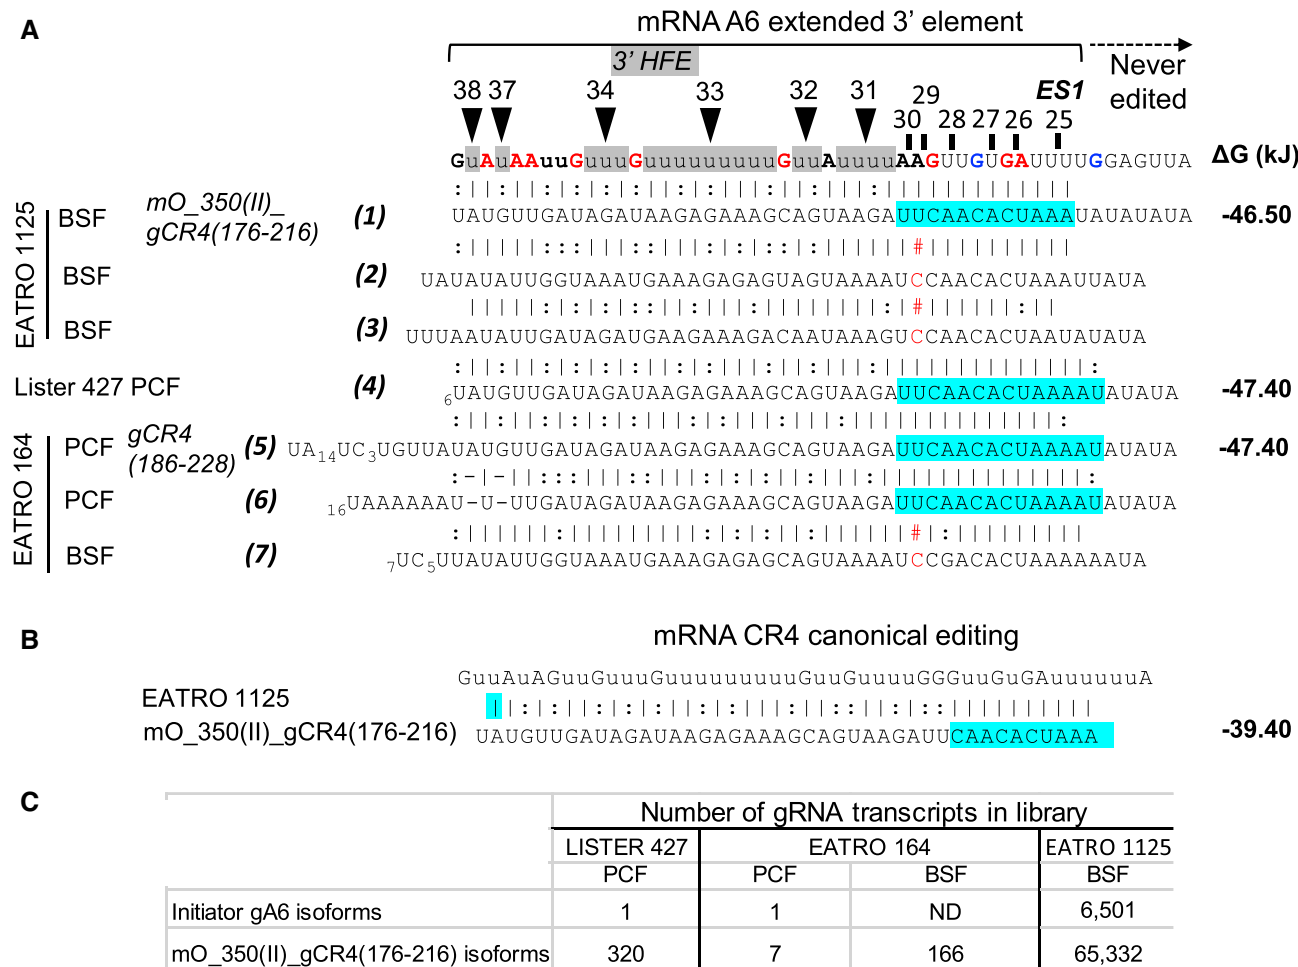 A
mRNA A6 extended 3' element
3' HFE
Never edited
38 37 34 33 32 31 30 29 28 27 26 25
ES1
ΔG (kJ)
GuAuAAuuGuuuGuuuuuuuuuGuuAuuuuAAGUUGUGAUUUUGGAGUUA
EATRO 1125
BSF mO_350(II)_gCR4(176-216) (1) UAUGUUGAUAGAUAAGAGAAAGCAGUAAGAUUCAACACUAAAUAUAUAUA -46.50
#
BSF (2) UAUAUAUUGGUAAAUGAAAGAGAGUAGUAAAAUCCAACACUAAAUUAUA
#
BSF (3) UUUAAUAUUGAUAGAUGAAGAAAGACAAUAAAGUCCAACACUAAUAUAUA
Lister 427 PCF (4) 6UAUGUUGAUAGAUAAGAGAAAGCAGUAAGAUUCAACACUAAAAUAUAUA -47.40
EATRO 164
PCF gCR4 (186-228) (5) UA14UC3UGUUAUAUGUUGAUAGAUAAGAGAAAGCAGUAAGAUUCAACACUAAAAUAUAUA -47.40
PCF (6) 16UAAAAAAU-U-UUGAUAGAUAAGAGAAAGCAGUAAGAUUCAACACUAAAAUAUAUA
#
BSF (7) 7UC5UUAUAUUGGUAAAUGAAAGAGAGCAGUAAAAUCCGACACUAAAAAAUA
B
mRNA CR4 canonical editing
GuuAuAGuuGuuuGuuuuuuuuuGuuGuuuuGGGuuGuGAuuuuuuA
EATRO 1125
mO_350(II)_gCR4(176-216) UAUGUUGAUAGAUAAGAGAAAGCAGUAAGAUUCAACACUAAA -39.40
C
Number of gRNA transcripts in library
LISTER 427 EATRO 164 EATRO 1125
PCF PCF BSF BSF
Initiator gA6 isoforms 1 1 ND 6,501
mO_350(II)_gCR4(176-216) isoforms 320 7 166 65,332